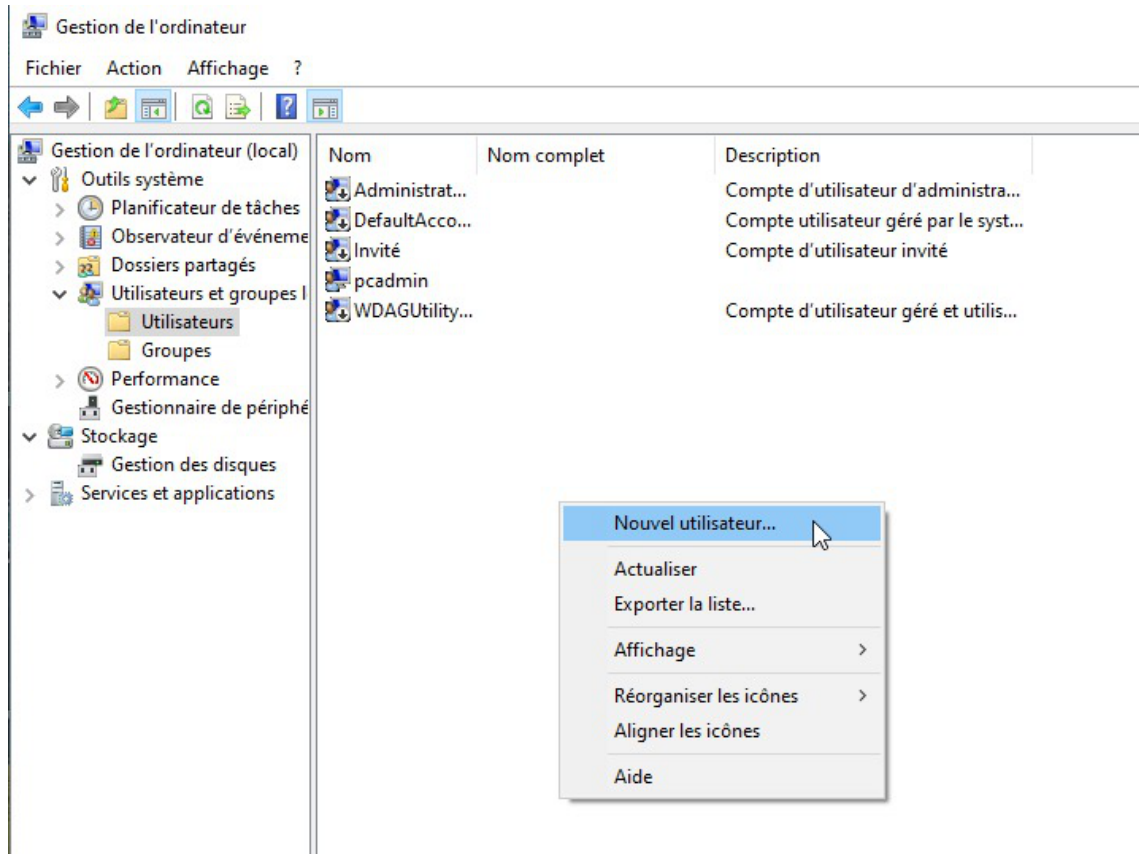 Gestion de l'ordinateur
Fichier Action Affichage ?
Gestion de l'ordinateur (local)
Outils système
Planificateur de tâches
Observateur d'événeme
Dossiers partagés
Utilisateurs et groupes l
Utilisateurs
Groupes
Performance
Gestionnaire de périphé
Stockage
Gestion des disques
Services et applications
Nom Nom complet Description
Administrat... Compte d'utilisateur d'administra...
DefaultAcco... Compte utilisateur géré par le syst...
Invité Compte d'utilisateur invité
pcadmin
WDAGUtility... Compte d'utilisateur géré et utilis...
Nouvel utilisateur...
Actualiser
Exporter la liste...
Affichage
Réorganiser les icônes
Aligner les icônes
Aide